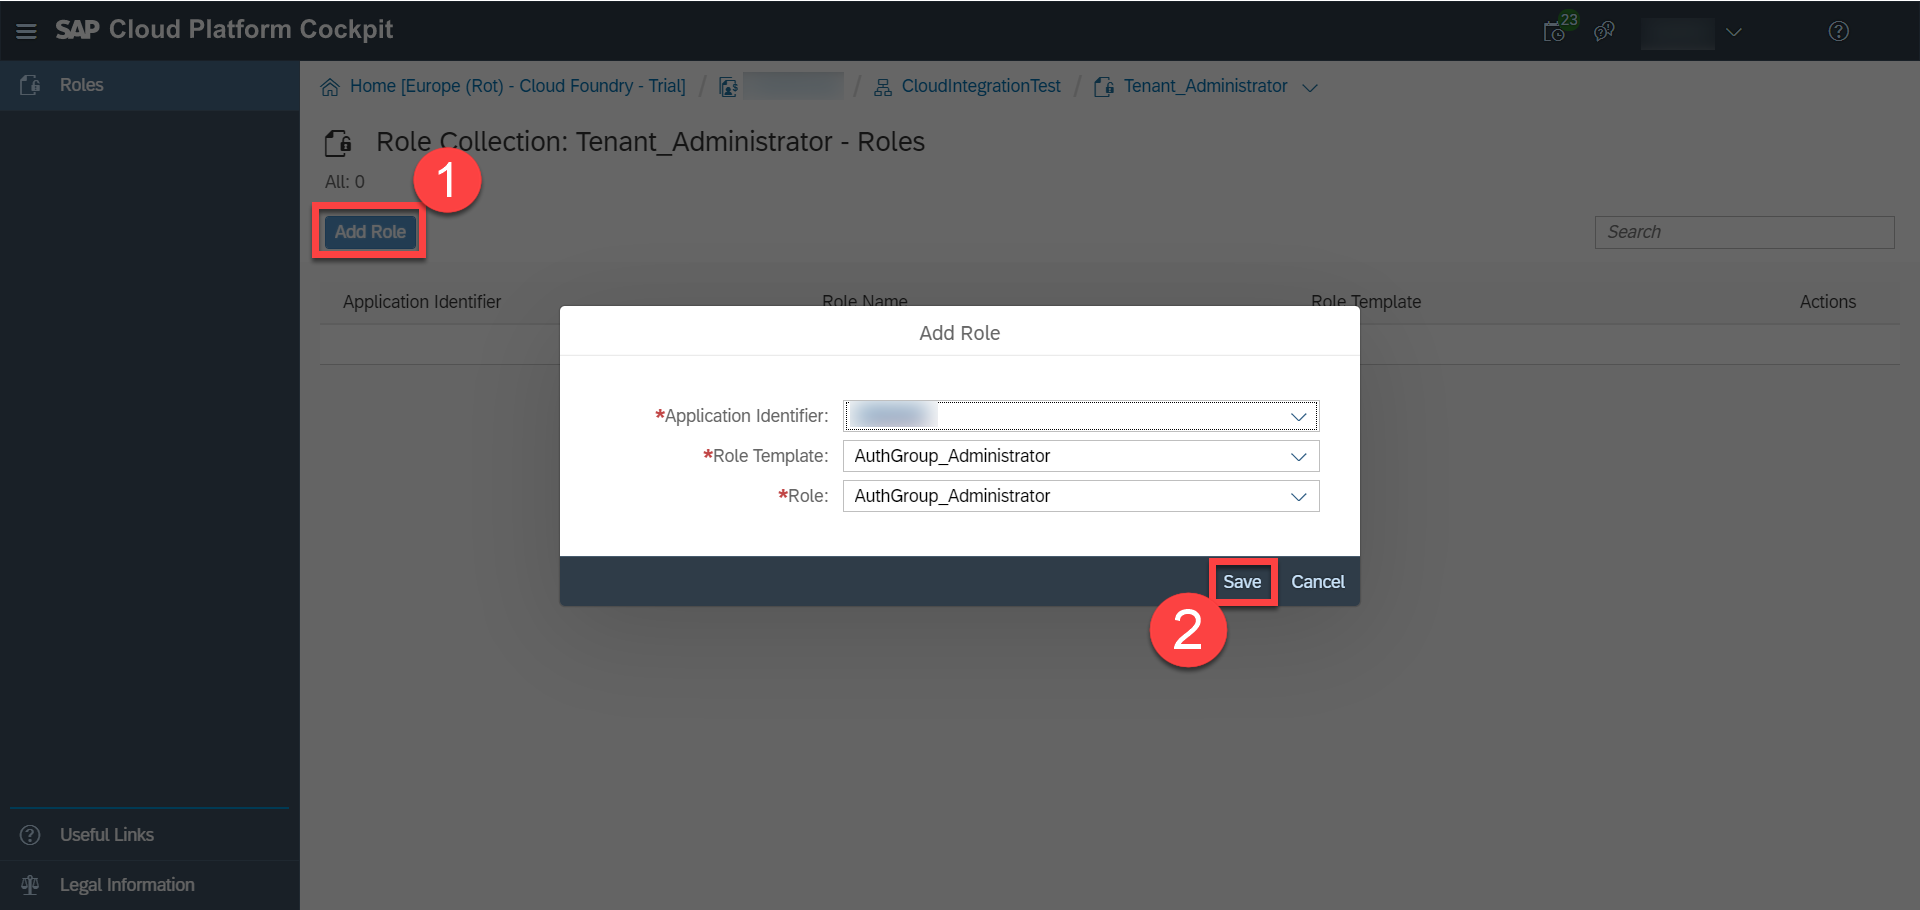 SAP Cloud Platform Cockpit
23
Roles
Home [Europe (Rot) - Cloud Foundry - Trial] / / CloudIntegrationTest / Tenant_Administrator
Role Collection: Tenant_Administrator - Roles
All: 0
1
Add Role
Search
Application Identifier Role Name Role Template Actions
Add Role
*Application Identifier:
*Role Template: AuthGroup_Administrator
*Role: AuthGroup_Administrator
Save Cancel
2
Useful Links
Legal Information